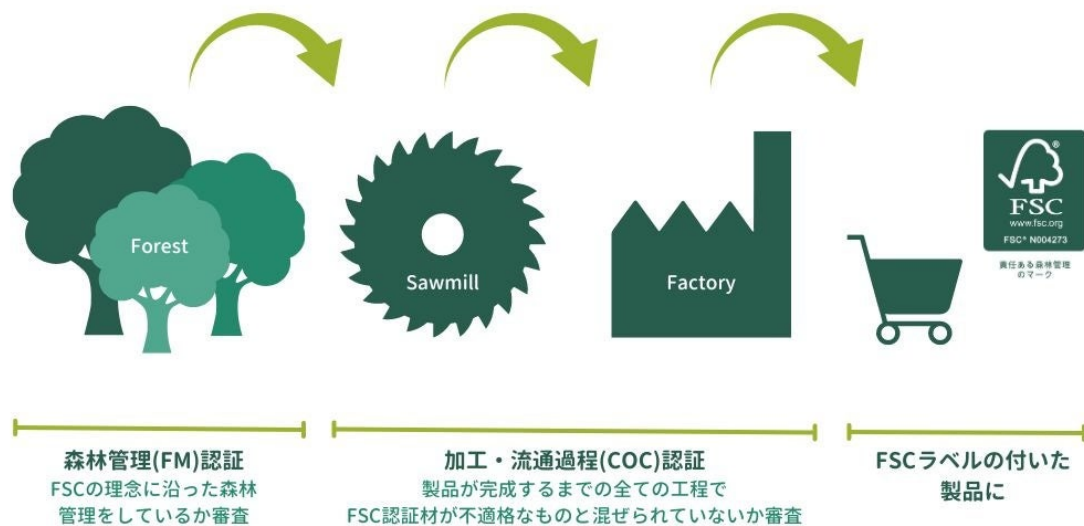 Forest
Sawmill
Factory
FSC
www.fsc.org
FSC® N004273
責任ある森林管理
のマーク
森林管理(FM)認証
FSCの理念に沿った森林
管理をしているか審査
加工・流通過程(COC)認証
製品が完成するまでの全ての工程で
FSC認証材が不適格なものと混ぜられていないか審査
FSCラベルの付いた
製品に